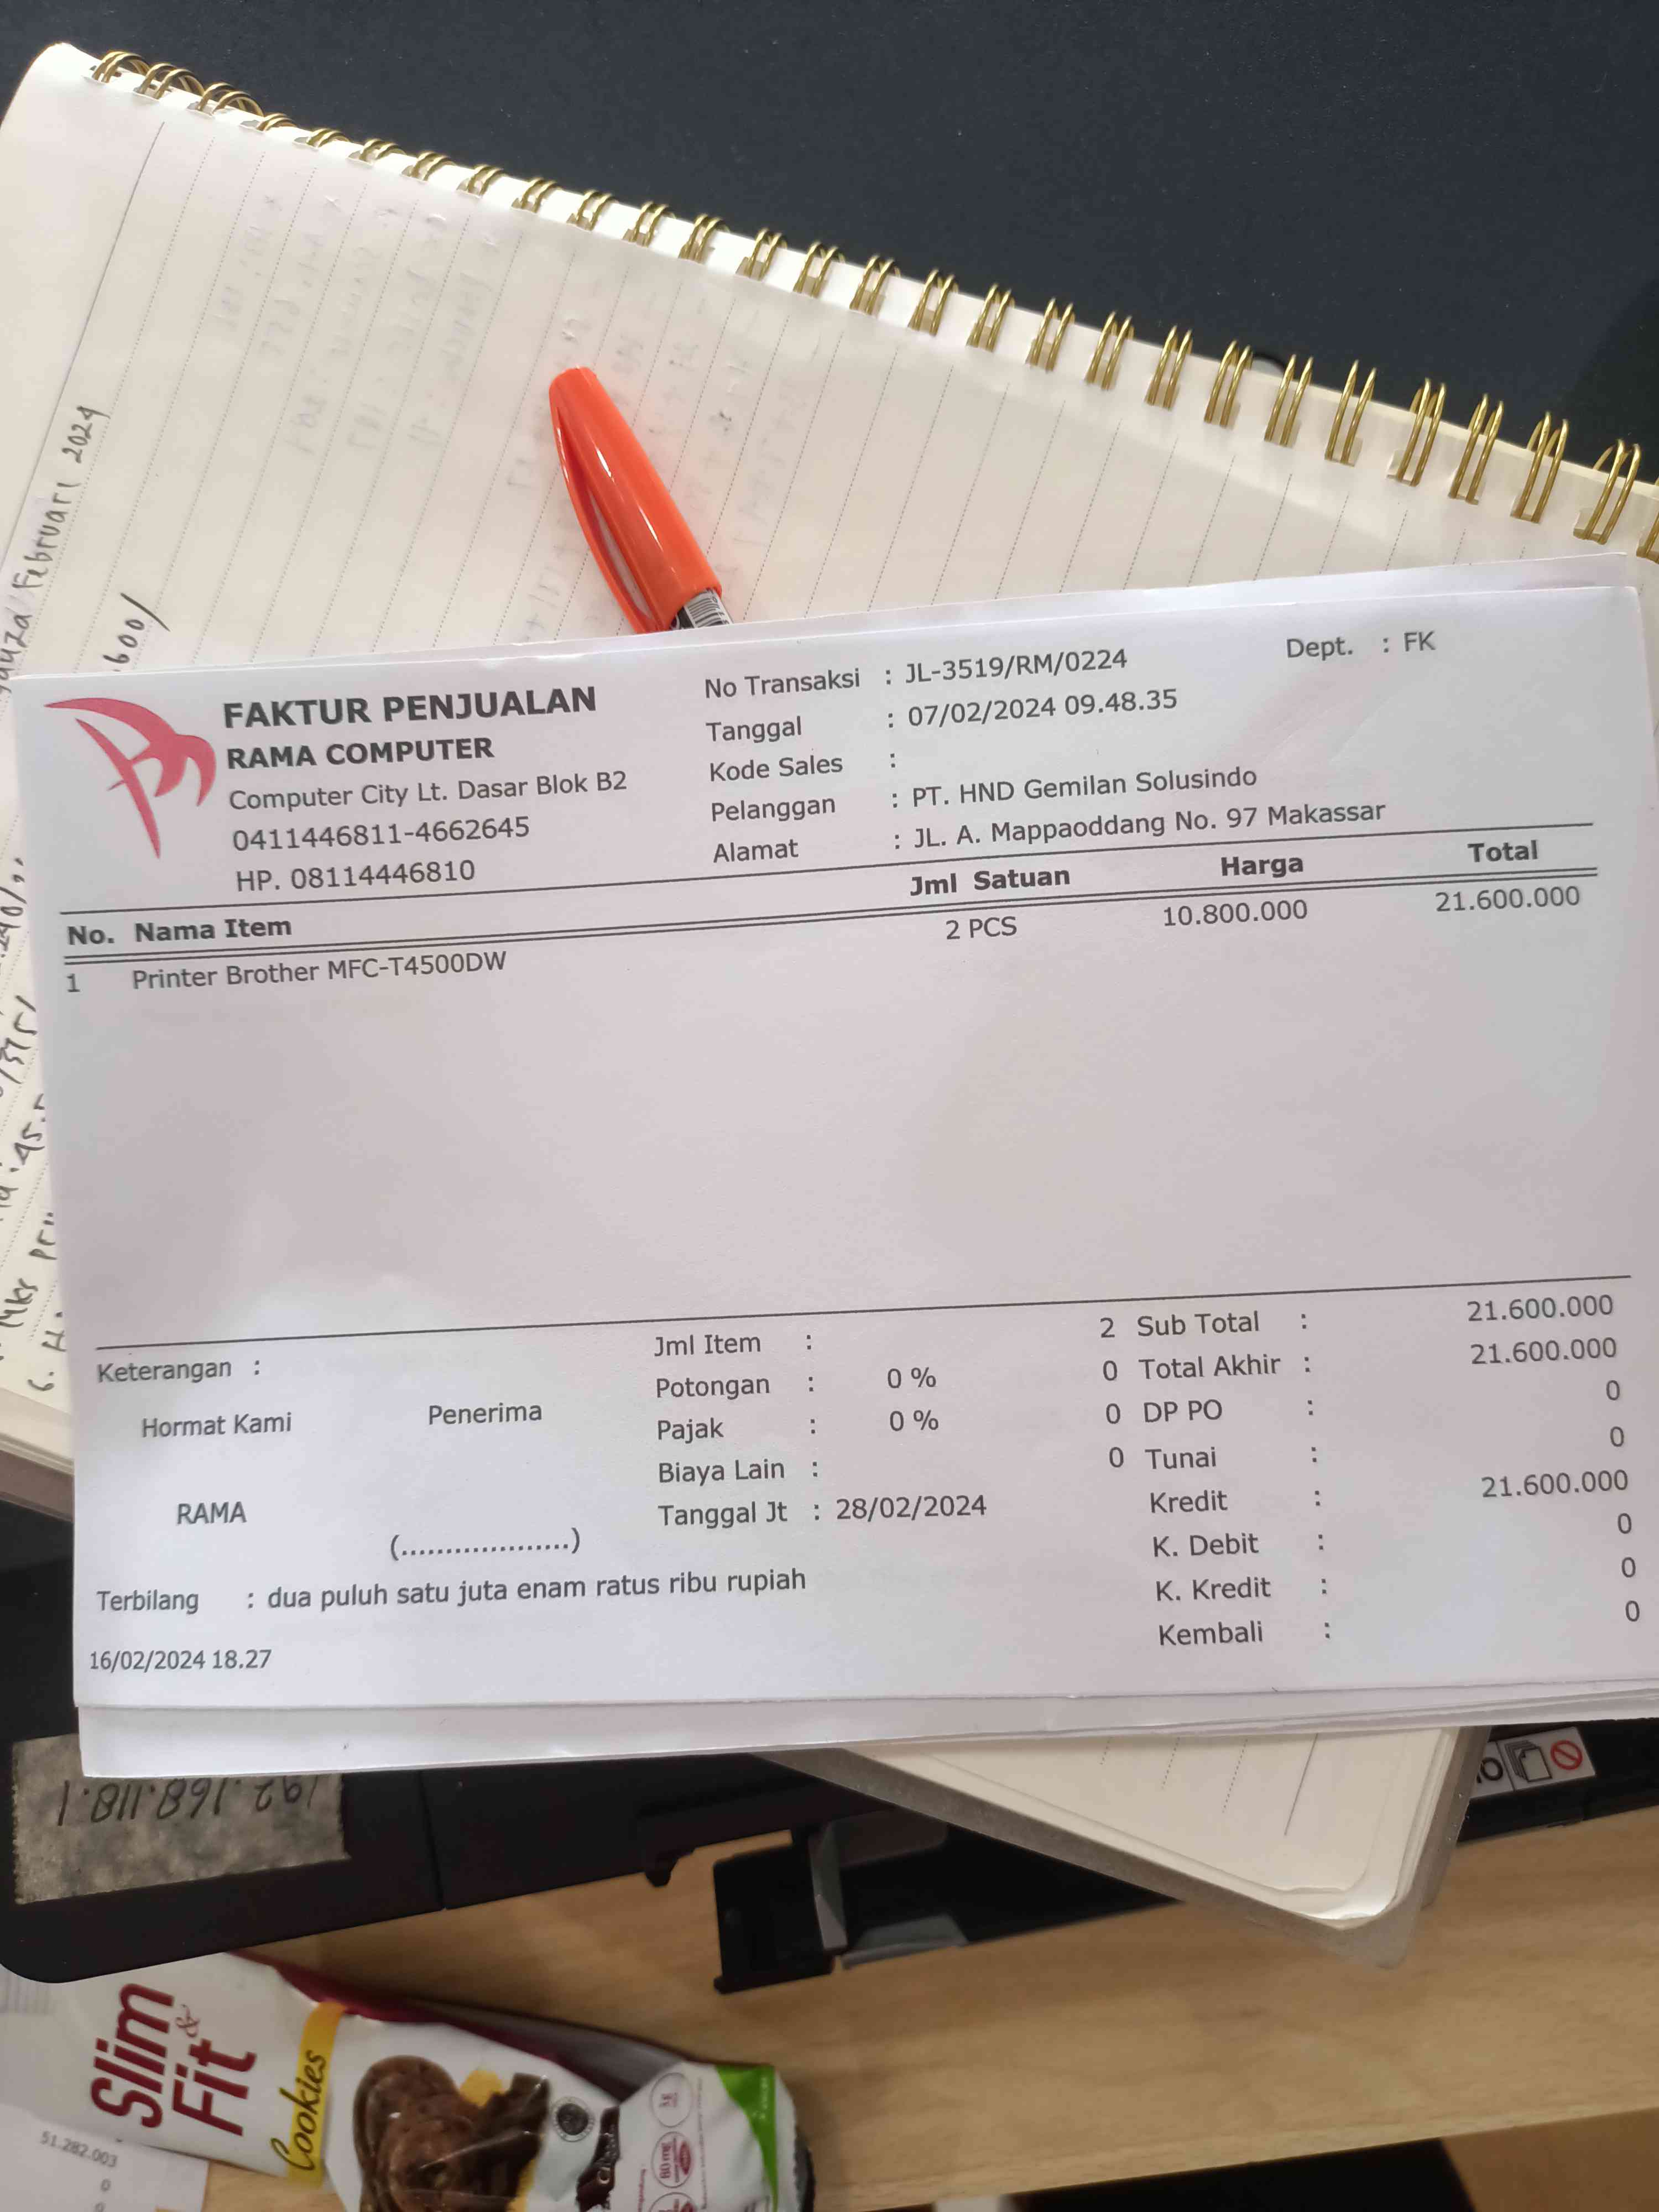 Februari 2024
600/
FAKTUR PENJUALAN
RAMA COMPUTER
Computer City Lt. Dasar Blok B2
0411446811-4662645
HP. 08114446810
No Transaksi : JL-3519/RM/0224
Dept. : FK
Tanggal : 07/02/2024 09.48.35
Kode Sales :
Pelanggan : PT. HND Gemilan Solusindo
Alamat : JL. A. Mappaoddang No. 97 Makassar
No. Nama Item Jml Satuan Harga Total
1 Printer Brother MFC-T4500DW 2 PCS 10.800.000 21.600.000
Keterangan :
Hormat Kami
Penerima
RAMA
(...................)
Jml Item : 2
Potongan : 0 % 0
Pajak : 0 % 0
Biaya Lain : 0
Tanggal Jt : 28/02/2024
Sub Total : 21.600.000
Total Akhir : 21.600.000
DP PO : 0
Tunai : 0
Kredit : 21.600.000
K. Debit : 0
K. Kredit : 0
Kembali : 0
Terbilang : dua puluh satu juta enam ratus ribu rupiah
16/02/2024 18.27
192.168.118.1
Slim
&
Fit
Cookies
51.282.003
0
0